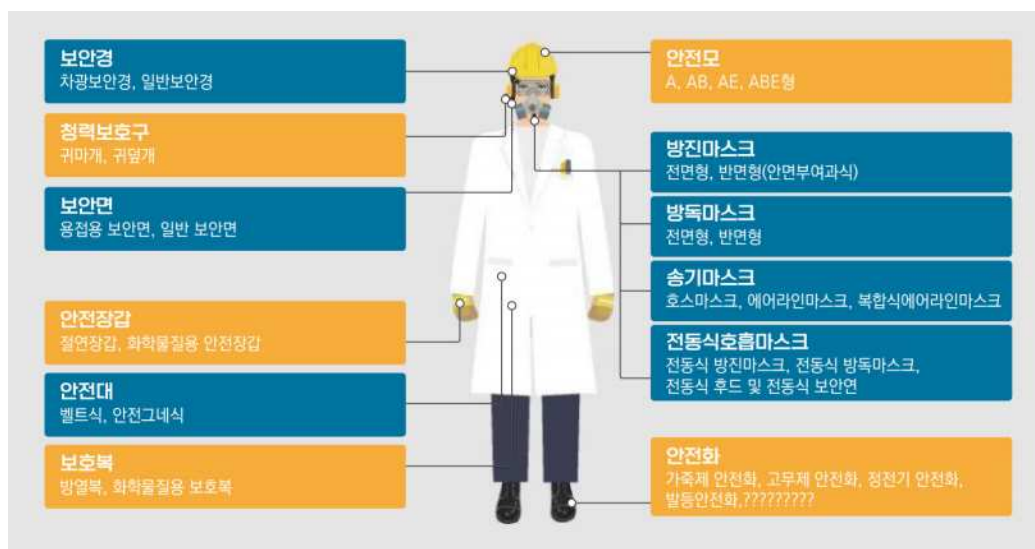 보안경
차광보안경, 일반보안경
청력보호구
귀마개, 귀덮개
보안면
용접용 보안면, 일반 보안면
안전장갑
절연장갑, 화학물질용 안전장갑
안전대
벨트식, 안전그네식
보호복
방열복, 화학물질용 보호복
안전모
A, AB, AE, ABE형
방진마스크
전면형, 반면형(안면부여과식)
방독마스크
전면형, 반면형
송기마스크
호스마스크, 에어라인마스크, 복합식에어라인마스크
전동식호흡마스크
전동식 방진마스크, 전동식 방독마스크,
전동식 후드 및 전동식 보안연
안전화
가죽제 안전화, 고무제 안전화, 정전기 안전화,
발등안전화,?????????